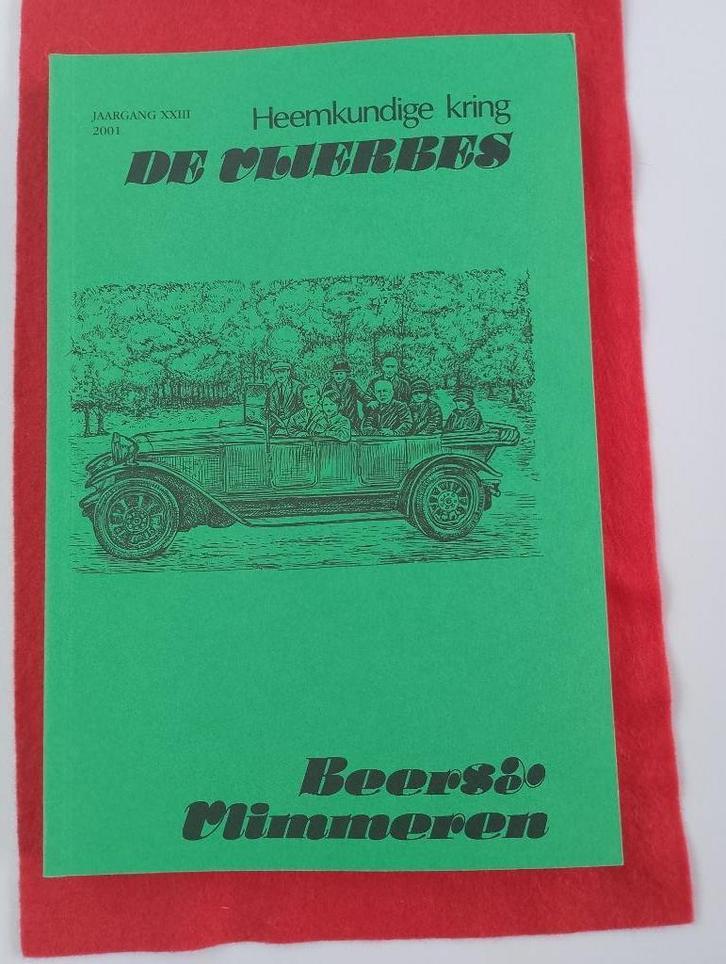 JAARGANG XXIII
2001
Heemkundige kring
DE VLIERBES
Beerse &
Vlimmeren